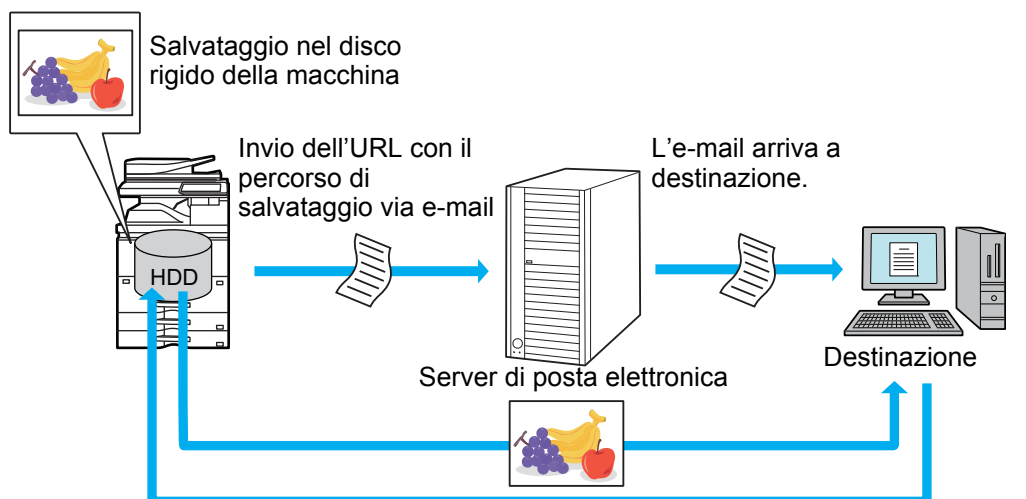 Salvataggio nel disco
rigido della macchina
Invio dell'URL con il
percorso di
salvataggio via e-mail
L'e-mail arriva a
destinazione.
HDD
Server di posta elettronica
Destinazione